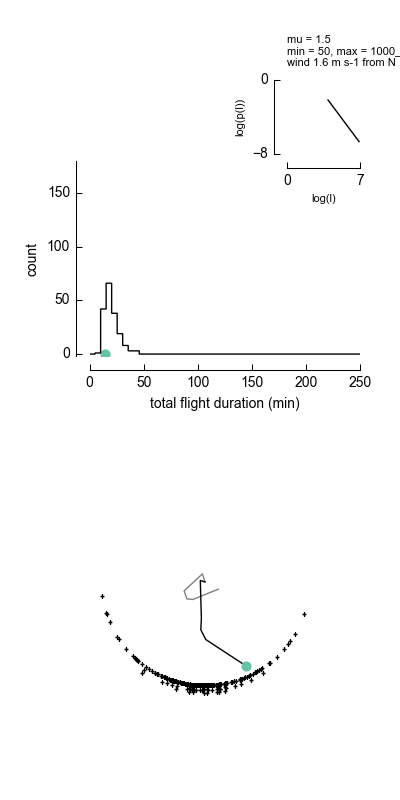 mu = 1.5
min = 50, max = 1000_
wind 1.6 m s-1 from N
0
log(p(l))
−8
0
7
log(l)
150
100
count
50
0
0
50
100
150
200
250
total flight duration (min)